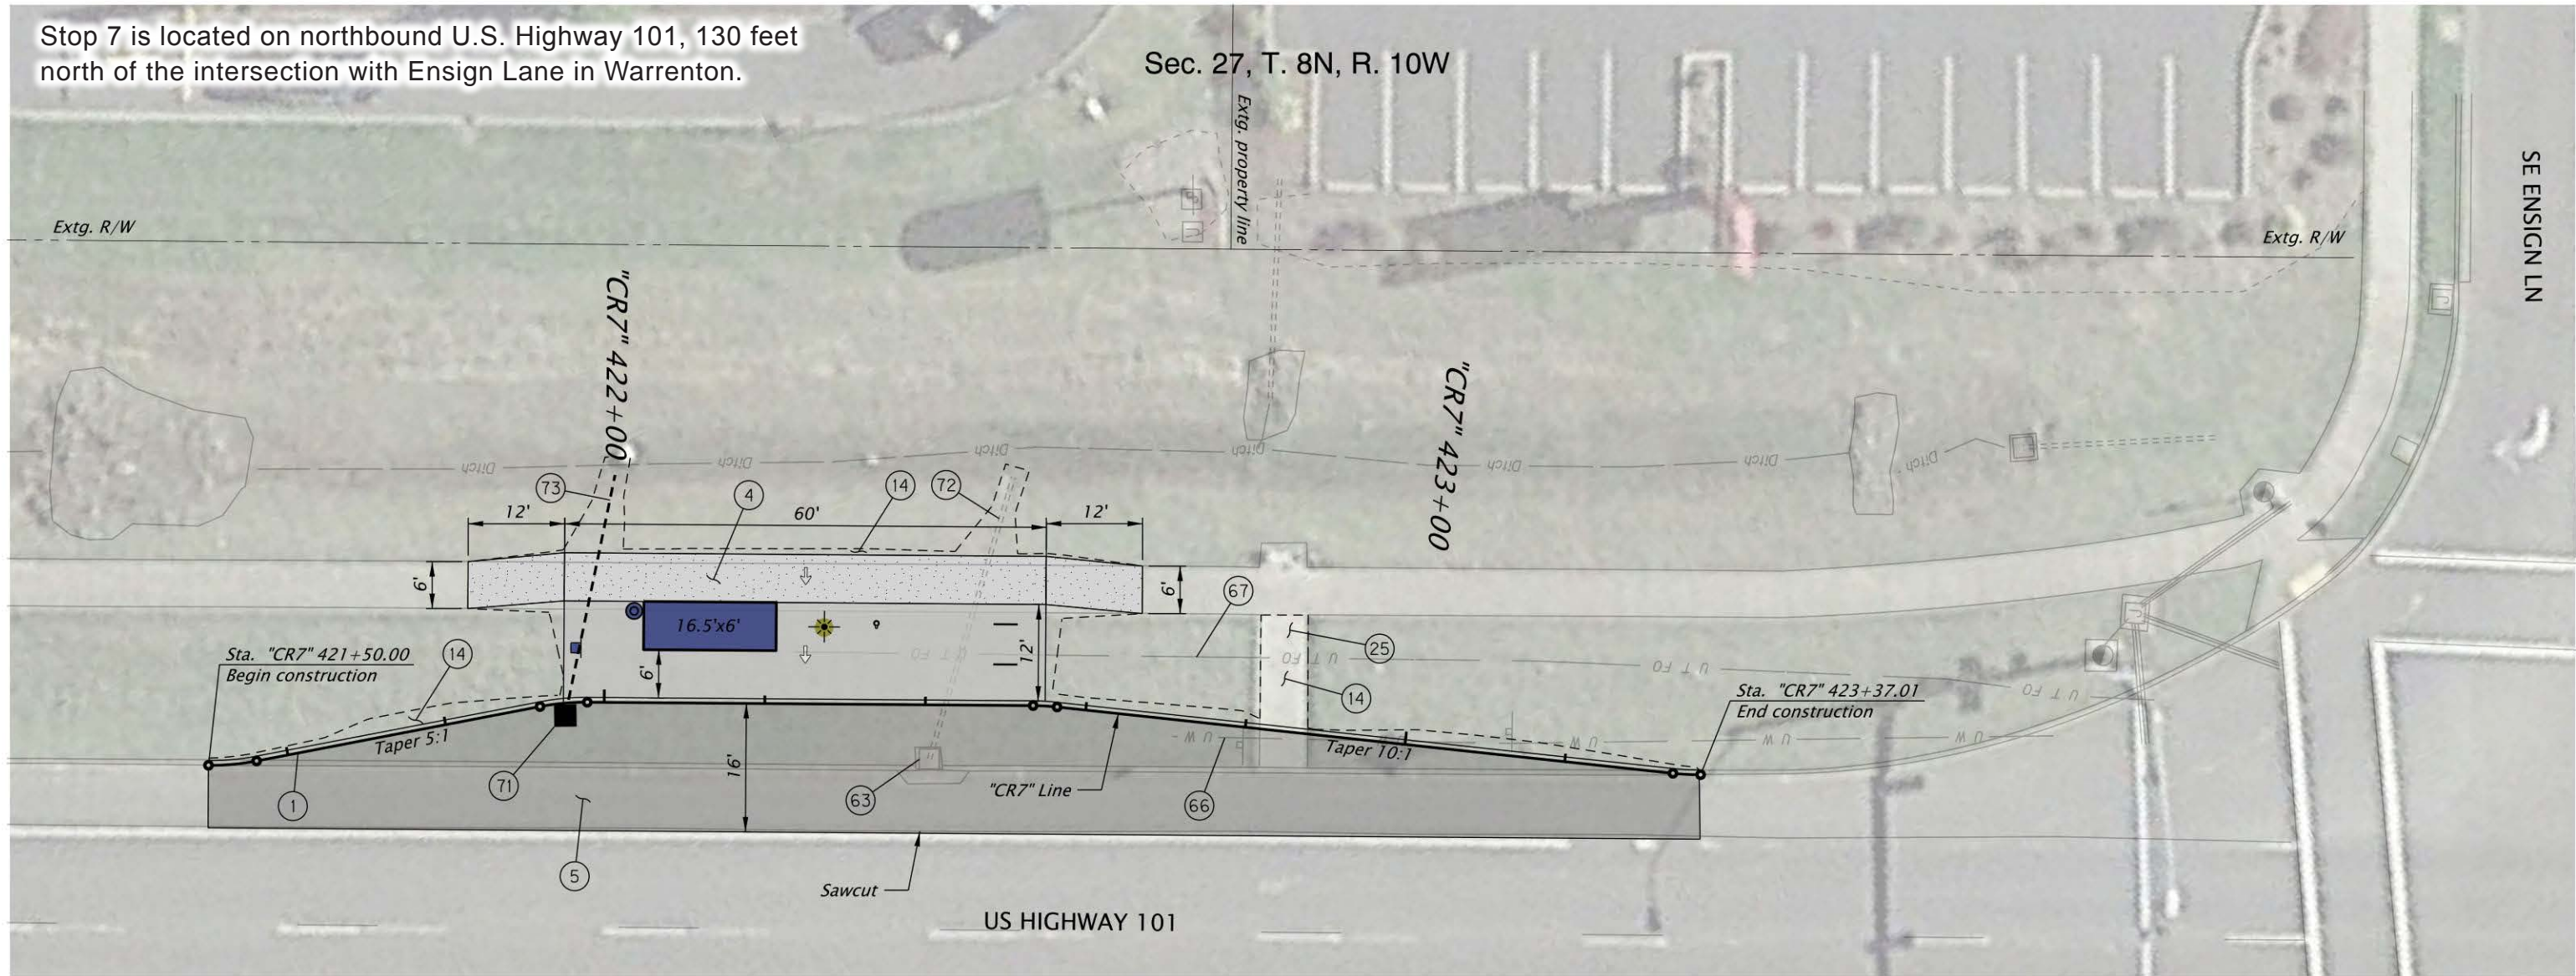 Stop 7 is located on northbound U.S. Highway 101, 130 feet
north of the intersection with Ensign Lane in Warrenton.
Sec. 27, T. 8N, R. 10W
Extg. property line
SE ENSIGN LN
Extg. R/W
Extg. R/W
"CR7" 422+00
"CR7" 423+00
Ditch
Ditch
Ditch
Ditch
Ditch
Ditch
Ditch
73
4
14
72
12'
60'
12'
6'
6'
67
16.5'x6'
25
U T FO
U T FO
U T FO
U T FO
6'
12'
14
Sta. "CR7" 421+50.00
Begin construction
14
Sta. "CR7" 423+37.01
End construction
Taper 5:1
Taper 10:1
U W
U W
U W
U W
16'
71
1
63
"CR7" Line
66
5
Sawcut
US HIGHWAY 101